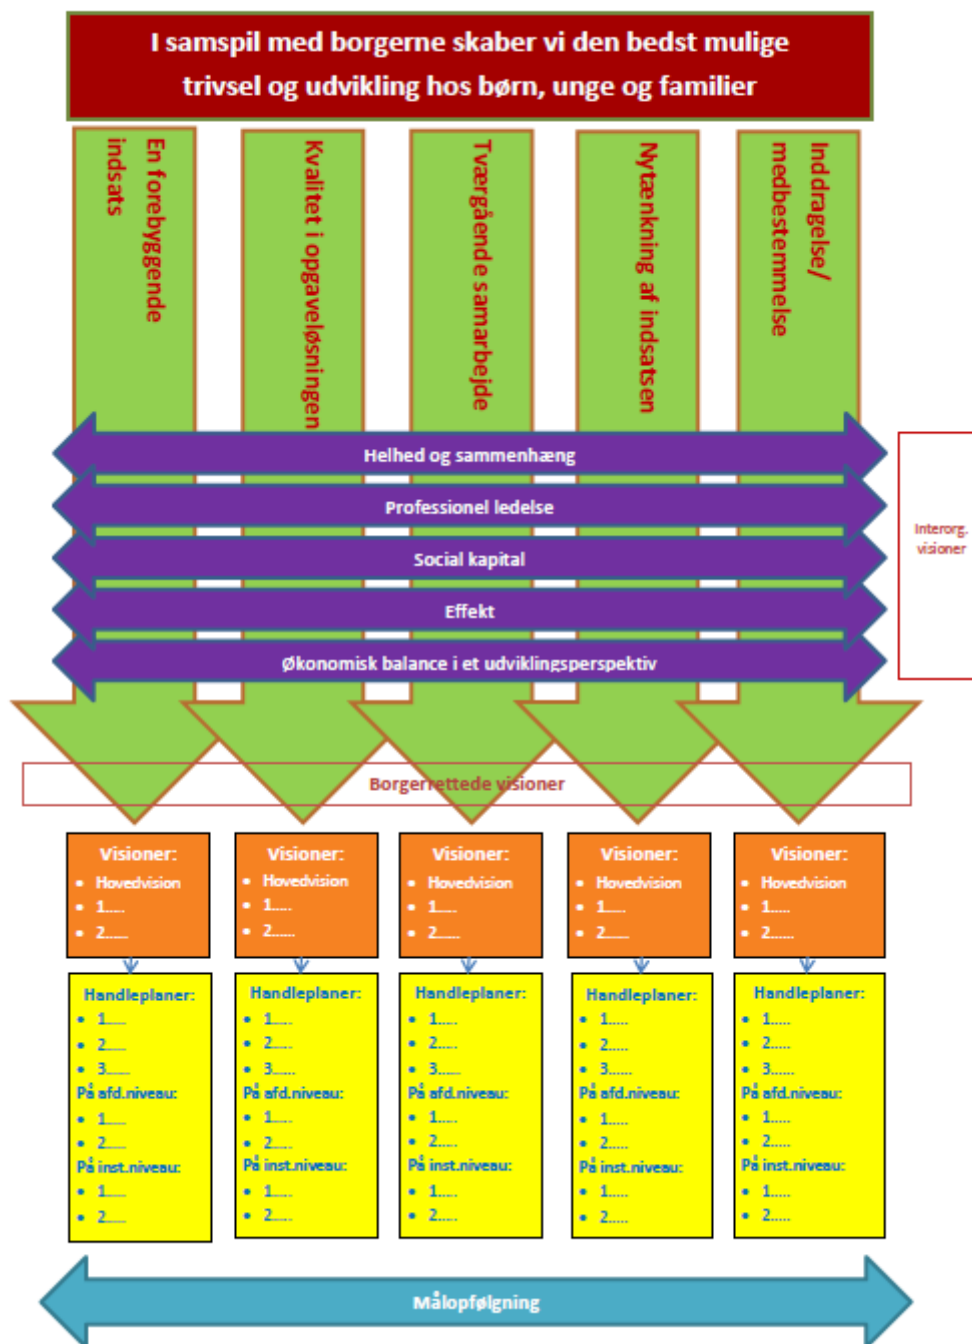 I samspil med borgerne skaber vi den bedst mulige
trivsel og udvikling hos børn, unge og familier
En forebyggende
indsats
Kvalitet i opgaveløsningen
Tværgående samarbejde
Nytænkning af indsatsen
Inddragelse/
medbestemmelse
Helhed og sammenhæng
Professionel ledelse
Social kapital
Effekt
Økonomisk balance i et udviklingsperspektiv
Interorg.
visioner
Borgerrettede visioner
Visioner:
• Hovedvision
• 1.....
• 2......
Visioner:
• Hovedvision
• 1.....
• 2......
Visioner:
• Hovedvision
• 1.....
• 2......
Visioner:
• Hovedvision
• 1.....
• 2......
Visioner:
• Hovedvision
• 1.....
• 2......
Handleplaner:
• 1.....
• 2.....
• 3......
På afd.niveau:
• 1.....
• 2.....
På inst.niveau:
• 1.....
• 2.....
Handleplaner:
• 1.....
• 2.....
• 3......
På afd.niveau:
• 1.....
• 2.....
På inst.niveau:
• 1.....
• 2.....
Handleplaner:
• 1.....
• 2.....
• 3......
På afd.niveau:
• 1.....
• 2.....
På inst.niveau:
• 1.....
• 2.....
Handleplaner:
• 1.....
• 2.....
• 3......
På afd.niveau:
• 1.....
• 2.....
På inst.niveau:
• 1.....
• 2.....
Handleplaner:
• 1.....
• 2.....
• 3......
På afd.niveau:
• 1.....
• 2.....
På inst.niveau:
• 1.....
• 2.....
Målopfølgning